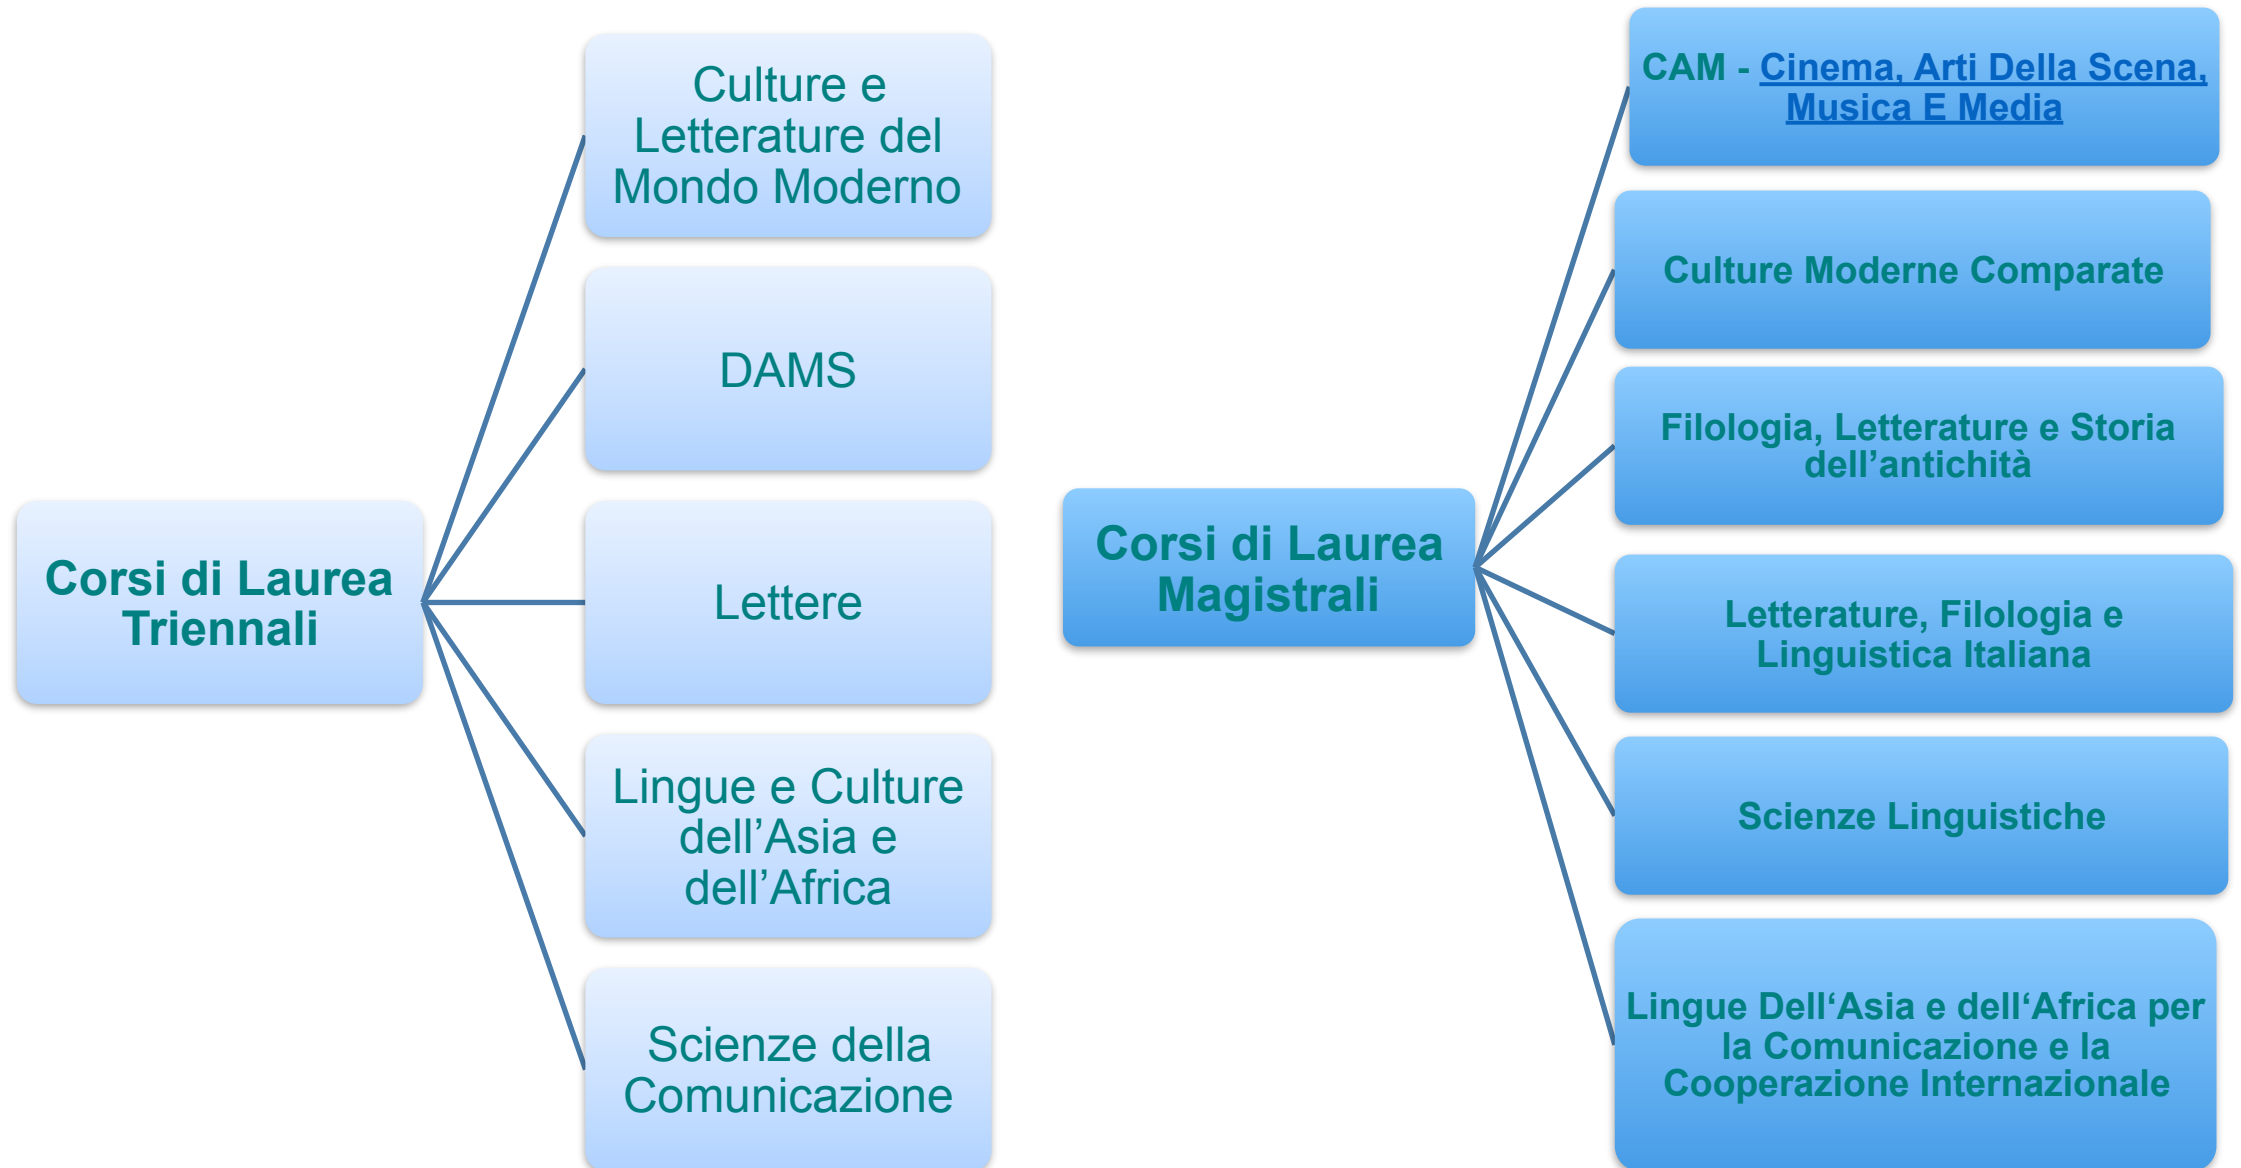 Corsi di Laurea
Triennali
Culture e
Letterature del
Mondo Moderno
DAMS
Lettere
Lingue e Culture
dell’Asia e
dell’Africa
Scienze della
Comunicazione
Corsi di Laurea
Magistrali
CAM - Cinema, Arti Della Scena,
Musica E Media
Culture Moderne Comparate
Filologia, Letterature e Storia
dell’antichità
Letterature, Filologia e
Linguistica Italiana
Scienze Linguistiche
Lingue Dell‘Asia e dell‘Africa per
la Comunicazione e la
Cooperazione Internazionale